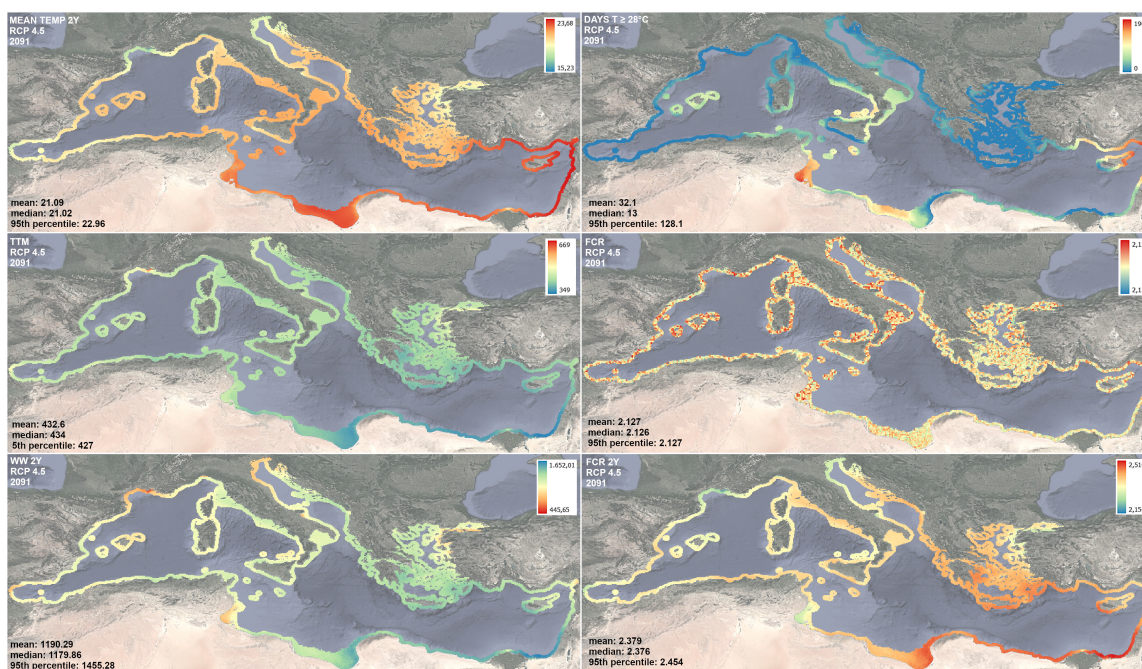 MEAN TEMP 2Y
RCP 4.5
2091
23,68
15,23
mean: 21.09
median: 21.02
95th percentile: 22.96
DAYS T ≥ 28°C
RCP 4.5
2091
0
mean: 32.1
median: 13
95th percentile: 128.1
TTM
RCP 4.5
2091
669
349
mean: 432.6
median: 434
5th percentile: 427
FCR
RCP 4.5
2091
mean: 2.127
median: 2.126
95th percentile: 2.127
WW 2Y
RCP 4.5
2091
1.652,01
445,65
mean: 1190.29
median: 1179.86
95th percentile: 1455.28
FCR 2Y
RCP 4.5
2091
mean: 2.379
median: 2.376
95th percentile: 2.454